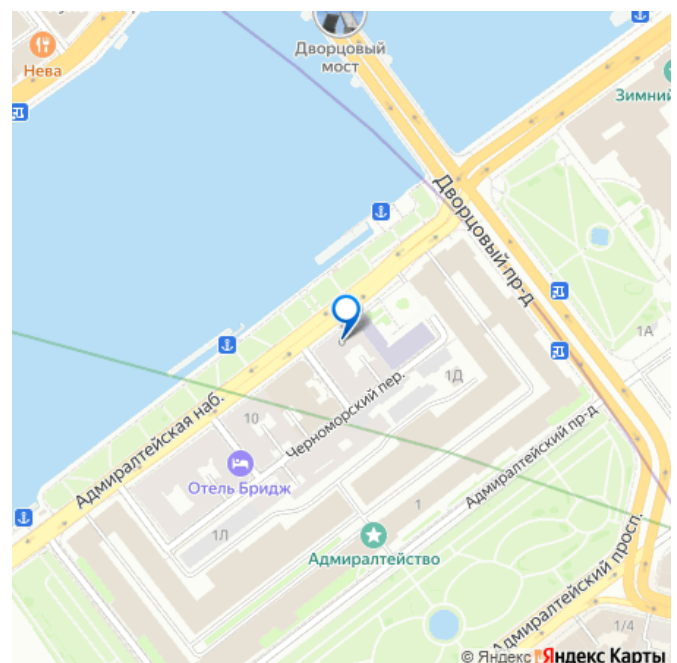 Дворцовый
мост
Нева
Зимний
Дворцовый пр-д
1А
Черноморский пер.
1Д
10
Адмиралтейская наб.
Отель Бридж
Адмиралтейский пр-д
1
1Л
Адмиралтейство
Адмиралтейский просп.
1/4
© Яндекс Яндекс Карты